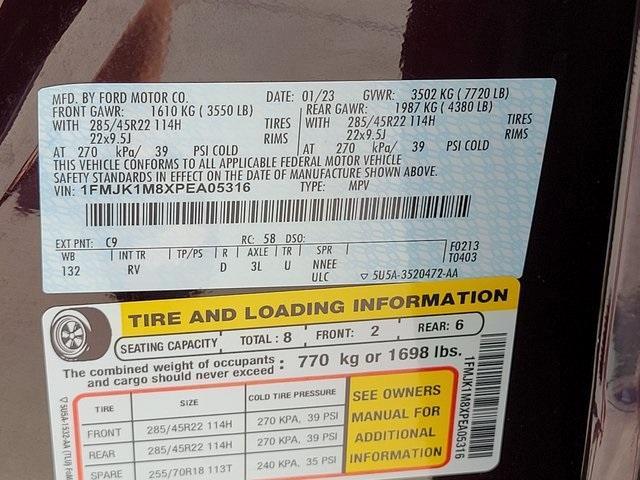 MFD. BY FORD MOTOR CO. DATE: 01/23 GVWR: 3502 KG ( 7720 LB)
FRONT GAWR: 1610 KG ( 3550 LB) REAR GAWR: 1987 KG ( 4380 LB)
WITH 285/45R22 114H TIRES WITH 285/45R22 114H TIRES
22x9.5J RIMS 22x9.5J RIMS
AT 270 kPa/ 39 PSI COLD AT 270 kPa/ 39 PSI COLD
THIS VEHICLE CONFORMS TO ALL APPLICABLE FEDERAL MOTOR VEHICLE
SAFETY STANDARDS IN EFFECT ON THE DATE OF MANUFACTURE SHOWN ABOVE.
VIN: 1FMJK1M8XPEA05316 TYPE: MPV
EXT PNT: C9 RC: 58 DSO: F0213
WB INT TR TP/PS R AXLE TR SPR T0403
132 RV D 3L U NNEE
ULC 5U5A-3520472-AA
TIRE AND LOADING INFORMATION
SEATING CAPACITY TOTAL : 8 FRONT: 2 REAR: 6
The combined weight of occupants and cargo should never exceed : 770 kg or 1698 lbs.
TIRE SIZE COLD TIRE PRESSURE
FRONT 285/45R22 114H 270 KPA, 39 PSI
REAR 285/45R22 114H 270 KPA, 39 PSI
SPARE 255/70R18 113T 240 KPA, 35 PSI
SEE OWNERS
MANUAL FOR
ADDITIONAL
INFORMATION
1FMJK1M8XPEA05316
5U5A-1532-AA